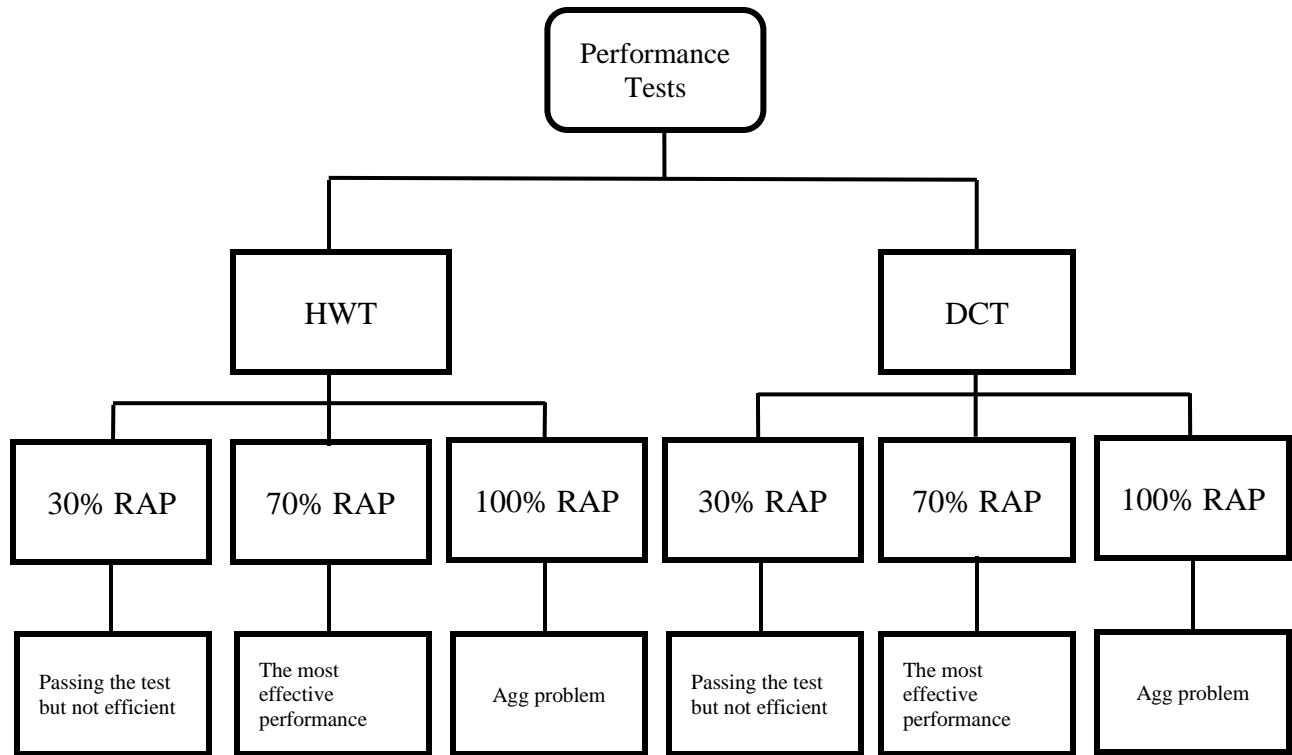 Performance
Tests
HWT
DCT
30% RAP
70% RAP
100% RAP
30% RAP
70% RAP
100% RAP
Passing the test
but not efficient
The most
effective
performance
Agg problem
Passing the test
but not efficient
The most
effective
performance
Agg problem